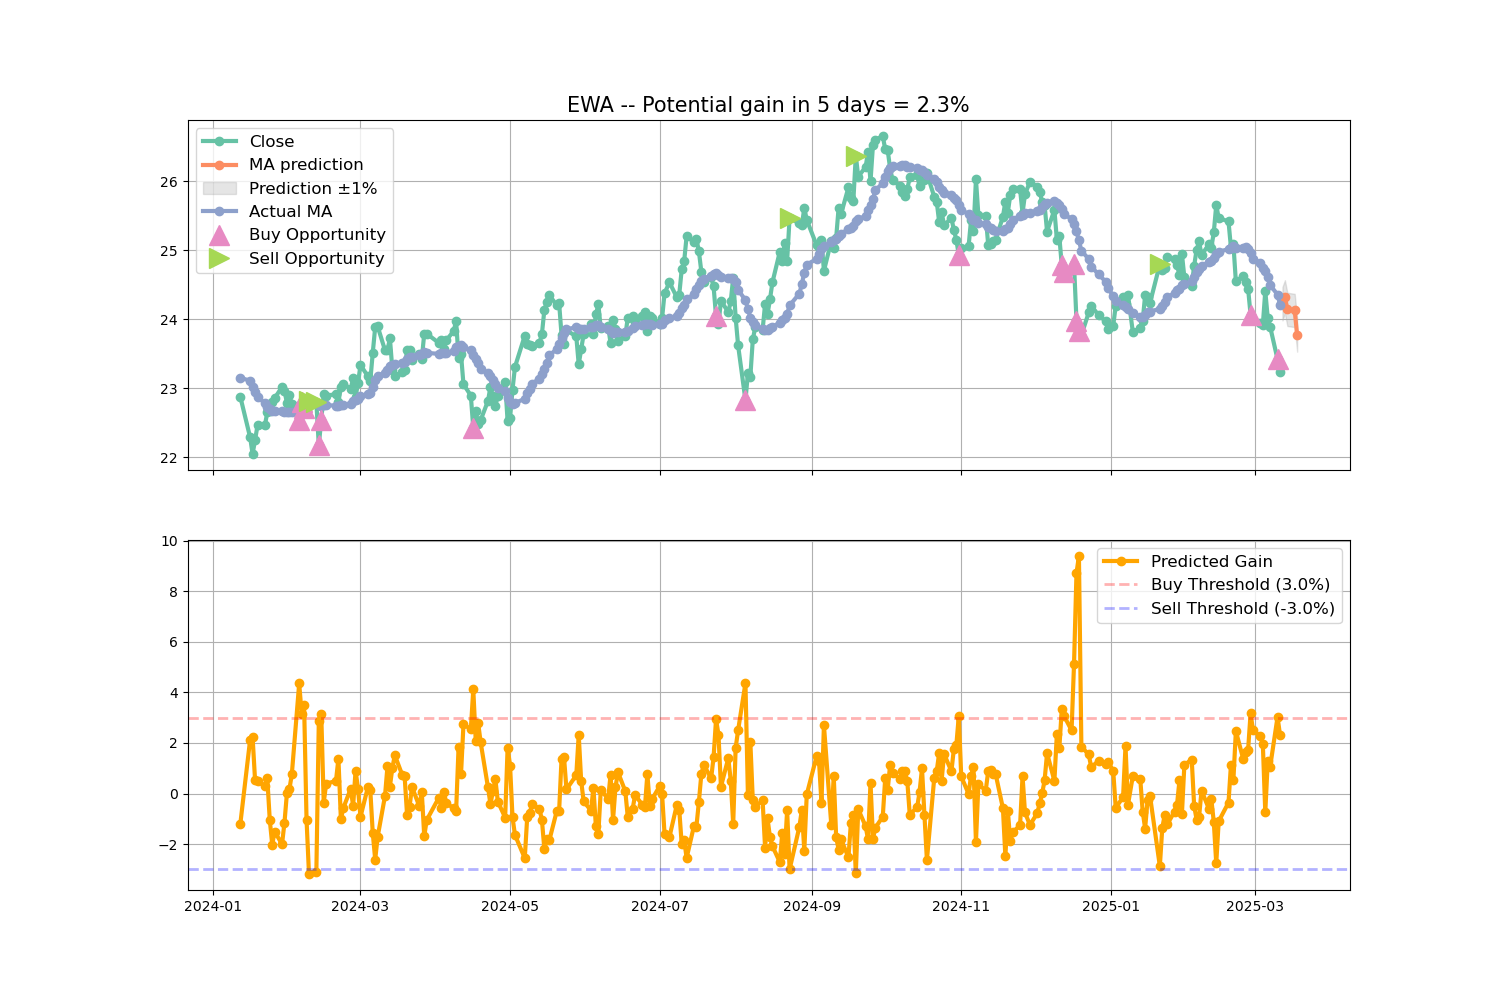 EWA -- Potential gain in 5 days = 2.3%
Close
MA prediction
Prediction ±1%
Actual MA
Buy Opportunity
Sell Opportunity
26
25
24
23
22
10
8
6
4
2
0
−2
Predicted Gain
Buy Threshold (3.0%)
Sell Threshold (-3.0%)
2024-01 2024-03 2024-05 2024-07 2024-09 2024-11 2025-01 2025-03